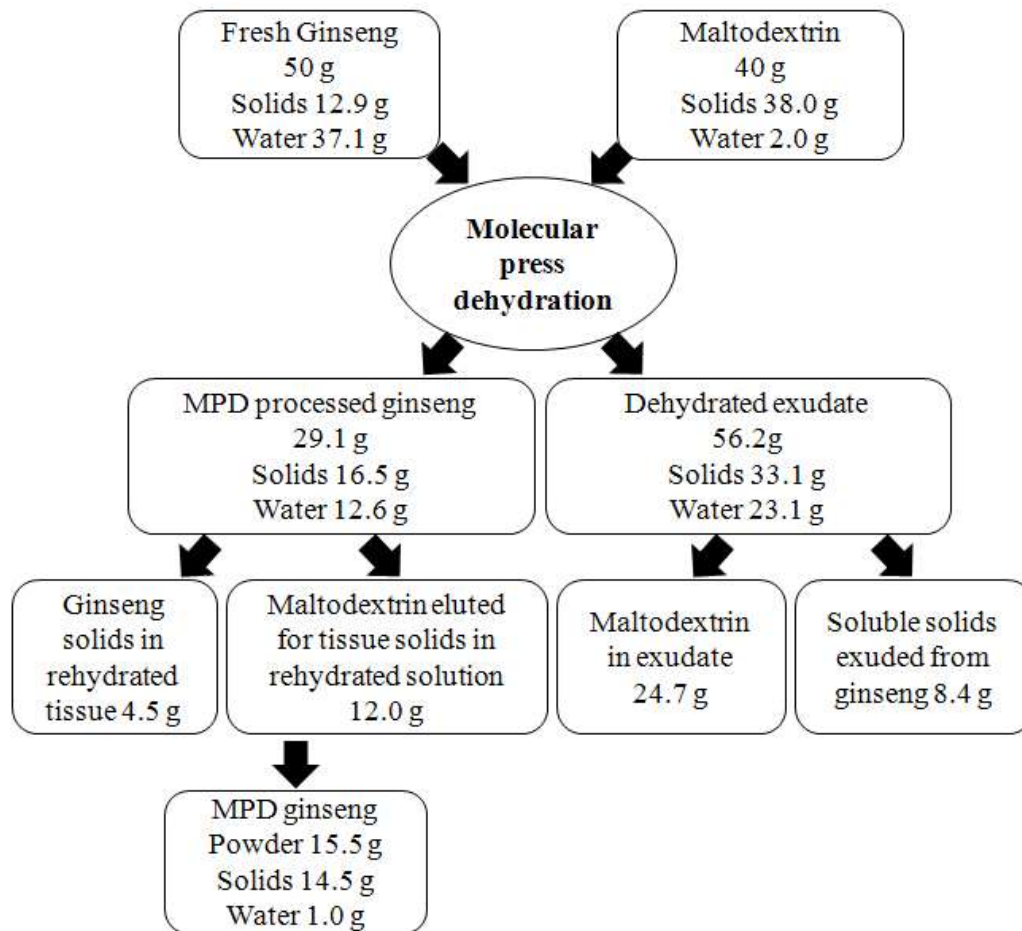 Fresh Ginseng
50 g
Solids 12.9 g
Water 37.1 g
Maltodextrin
40 g
Solids 38.0 g
Water 2.0 g
Molecular
press
dehydration
MPD processed ginseng
29.1 g
Solids 16.5 g
Water 12.6 g
Dehydrated exudate
56.2g
Solids 33.1 g
Water 23.1 g
Ginseng
solids in
rehydrated
tissue 4.5 g
Maltodextrin eluted
for tissue solids in
rehydrated solution
12.0 g
Maltodextrin
in exudate
24.7 g
Soluble solids
exuded from
ginseng 8.4 g
MPD ginseng
Powder 15.5 g
Solids 14.5 g
Water 1.0 g